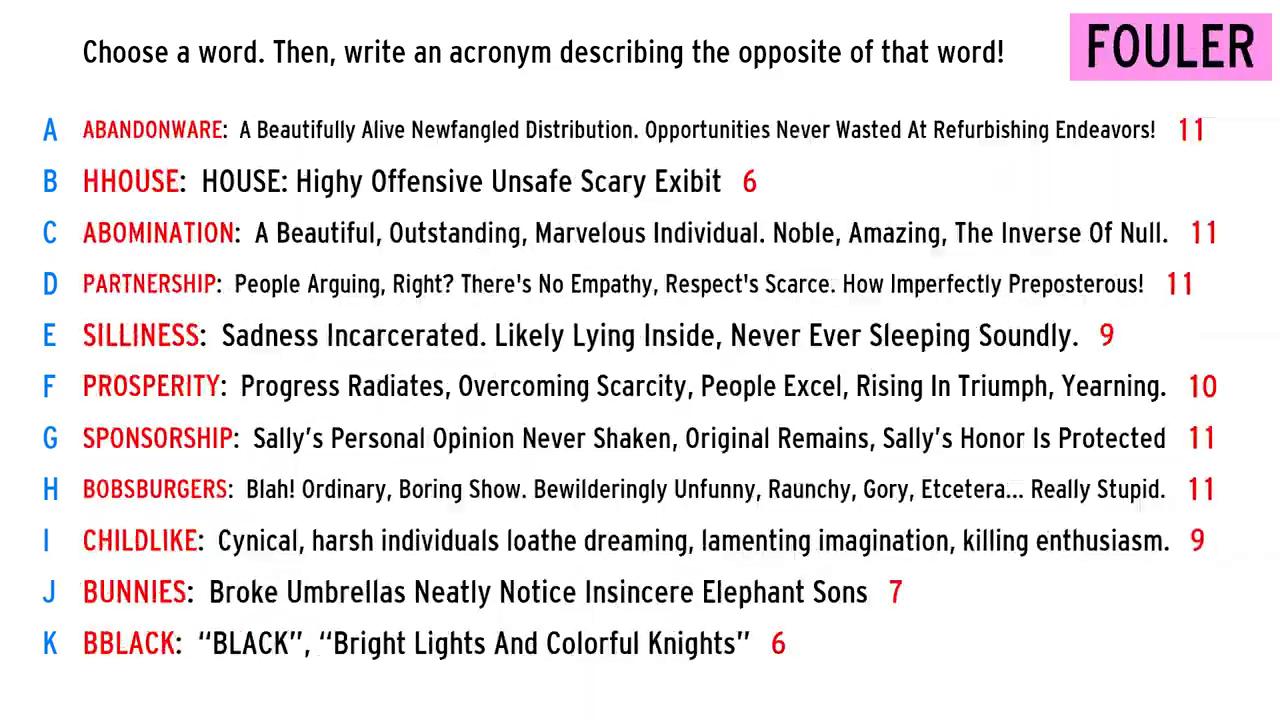 Choose a word. Then, write an acronym describing the opposite of that word!
FOULER
A ABANDONWARE: A Beautifully Alive Newfangled Distribution. Opportunities Never Wasted At Refurbishing Endeavors! 11
B HHOUSE: HOUSE: Highy Offensive Unsafe Scary Exibit 6
C ABOMINATION: A Beautiful, Outstanding, Marvelous Individual. Noble, Amazing, The Inverse Of Null. 11
D PARTNERSHIP: People Arguing, Right? There's No Empathy, Respect's Scarce. How Imperfectly Preposterous! 11
E SILLINESS: Sadness Incarcerated. Likely Lying Inside, Never Ever Sleeping Soundly. 9
F PROSPERITY: Progress Radiates, Overcoming Scarcity, People Excel, Rising In Triumph, Yearning. 10
G SPONSORSHIP: Sally’s Personal Opinion Never Shaken, Original Remains, Sally’s Honor Is Protected 11
H BOBSBURGERS: Blah! Ordinary, Boring Show. Bewilderingly Unfunny, Raunchy, Gory, Etcetera... Really Stupid. 11
I CHILDLIKE: Cynical, harsh individuals loathe dreaming, lamenting imagination, killing enthusiasm. 9
J BUNNIES: Broke Umbrellas Neatly Notice Insincere Elephant Sons 7
K BBLACK: “BLACK”, “Bright Lights And Colorful Knights” 6